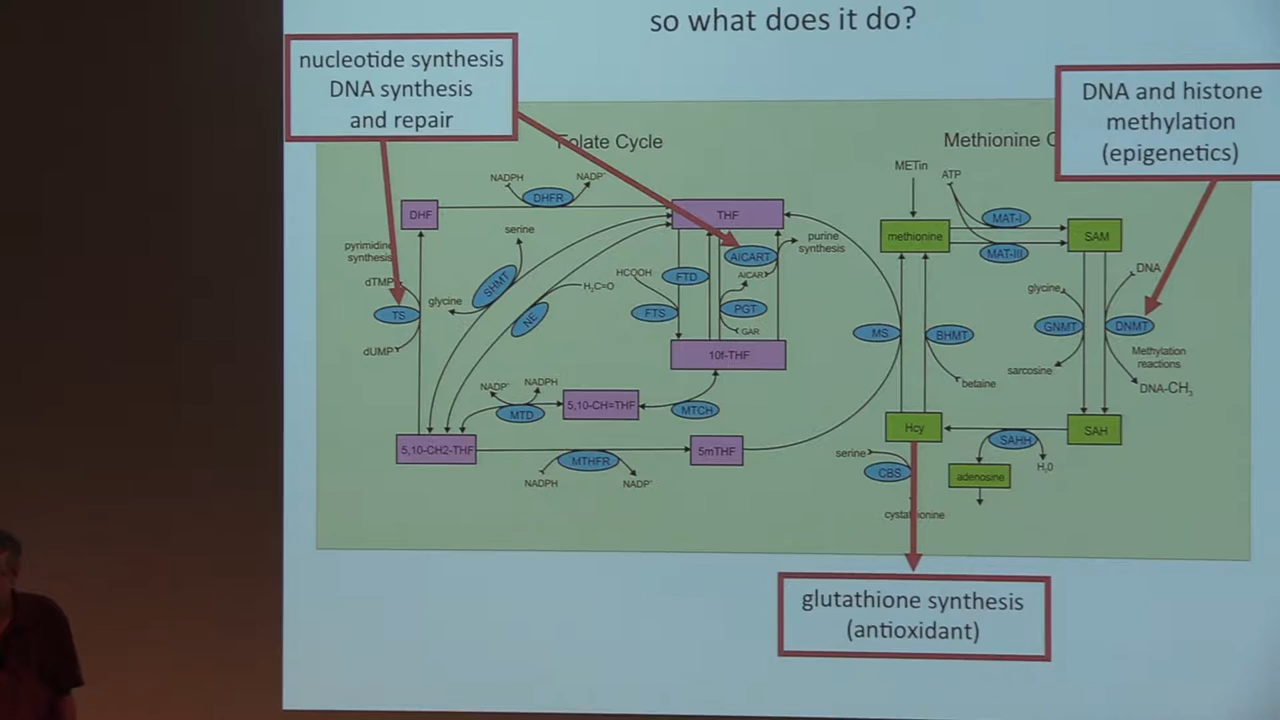 so what does it do?
nucleotide synthesis
DNA synthesis
and repair
DNA and histone
methylation
(epigenetics)
Folate Cycle
Methionine
NADPH
NADP⁺
DHFR
DHF
THF
serine
pyrimidine
synthesis
dTMP
TS
dUMP
glycine
SHMT
NE
H₂C=O
HCOOH
FTD
FTS
AICART
AICAR
purine
synthesis
PGT
GAR
10f-THF
NADP⁺
NADPH
MTD
5,10-CH=THF
MTCH
5,10-CH2-THF
MTHFR
NADPH
NADP⁺
5mTHF
METin
ATP
methionine
MAT-I
MAT-III
SAM
MS
BHMT
betaine
glycine
GNMT
sarcosine
DNA
DNMT
Methylation
reactions
DNA-CH₃
Hcy
SAH
SAHH
H₂0
adenosine
serine
CBS
glutathione synthesis
(antioxidant)